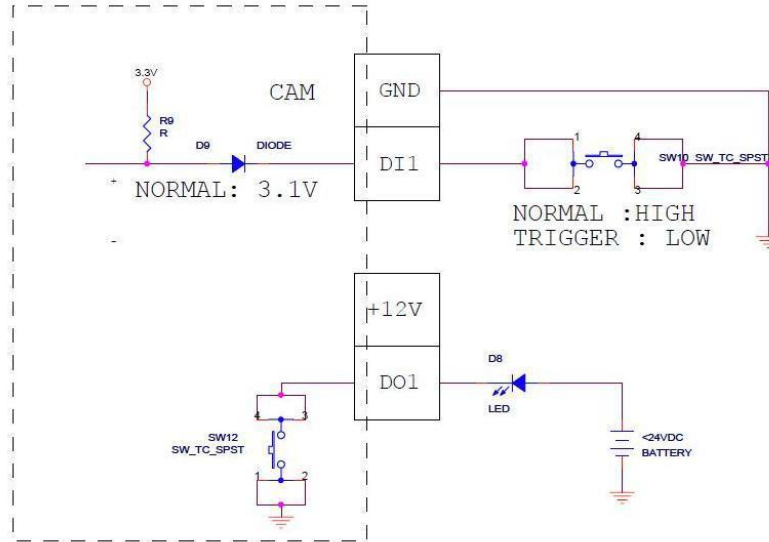 3.3V
R9
R
CAM
GND
D9
DIODE
DI1
1
4
SW10 SW_TC_SPST
2
3
+
NORMAL: 3.1V
-
NORMAL :HIGH
TRIGGER : LOW
+12V
DO1
D8
LED
4
3
SW12
SW_TC_SPST
1
2
<24VDC
BATTERY